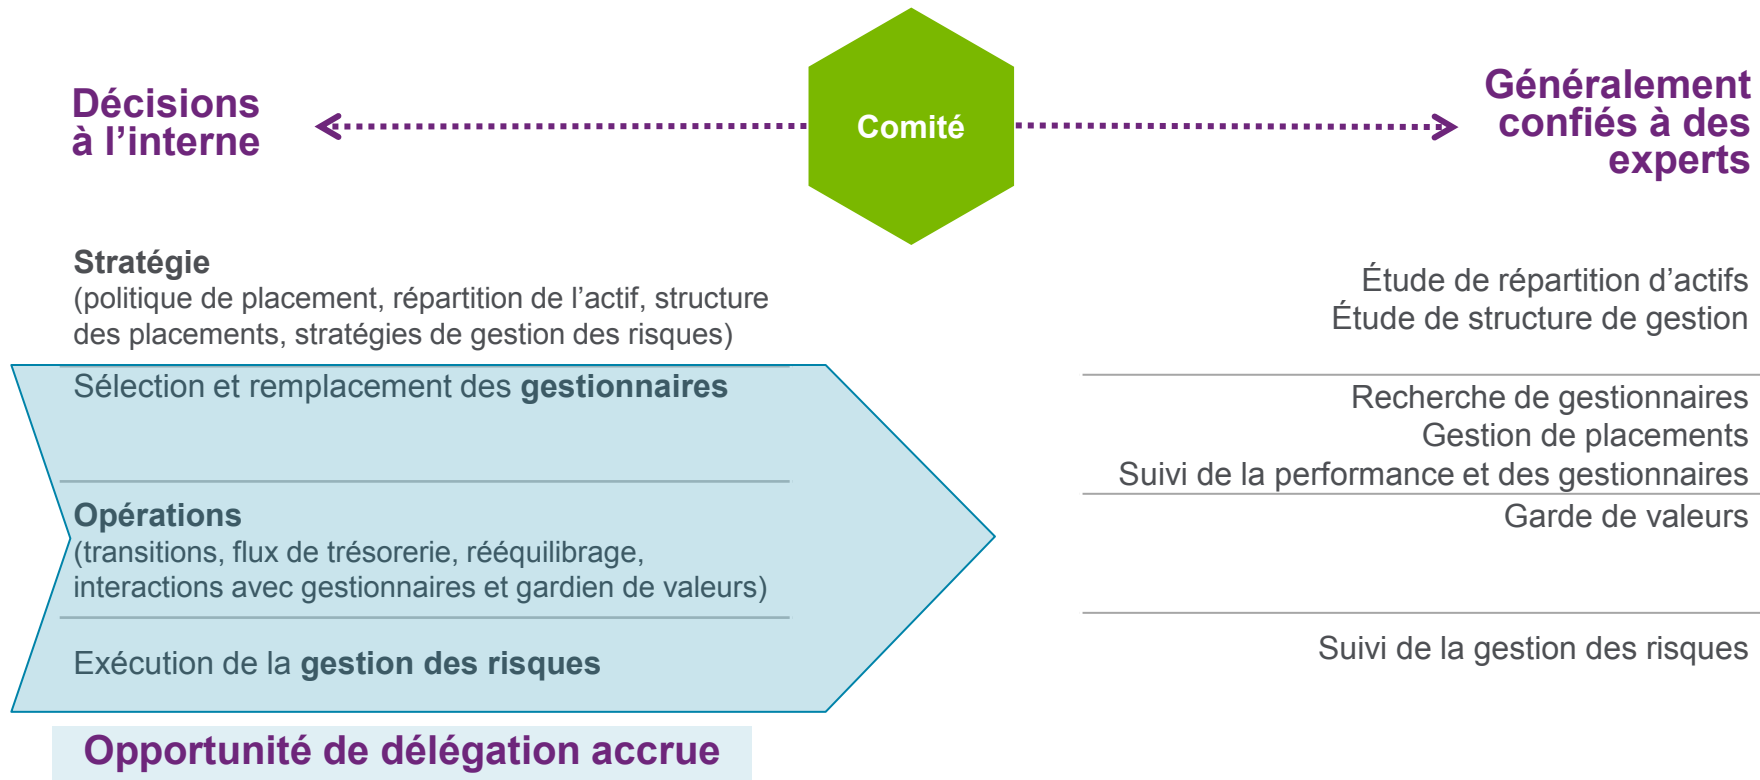 Décisions
à l’interne
Comité
Généralement
confiés à des
experts
Stratégie
(politique de placement, répartition de l’actif, structure
des placements, stratégies de gestion des risques)
Étude de répartition d’actifs
Étude de structure de gestion
Sélection et remplacement des gestionnaires
Recherche de gestionnaires
Gestion de placements
Suivi de la performance et des gestionnaires
Opérations
(transitions, flux de trésorerie, rééquilibrage,
interactions avec gestionnaires et gardien de valeurs)
Garde de valeurs
Exécution de la gestion des risques
Suivi de la gestion des risques
Opportunité de délégation accrue